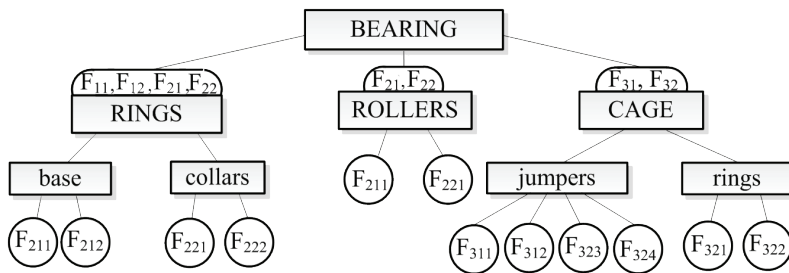 BEARING
F₁₁,F₁₂,F₂₁,F₂₂
F₂₁,F₂₂
F₃₁, F₃₂
RINGS
ROLLERS
CAGE
base
collars
F₂₁₁
F₂₂₁
jumpers
rings
F₂₁₁
F₂₁₂
F₂₂₁
F₂₂₂
F₃₁₁
F₃₁₂
F₃₂₃
F₃₂₄
F₃₂₁
F₃₂₂